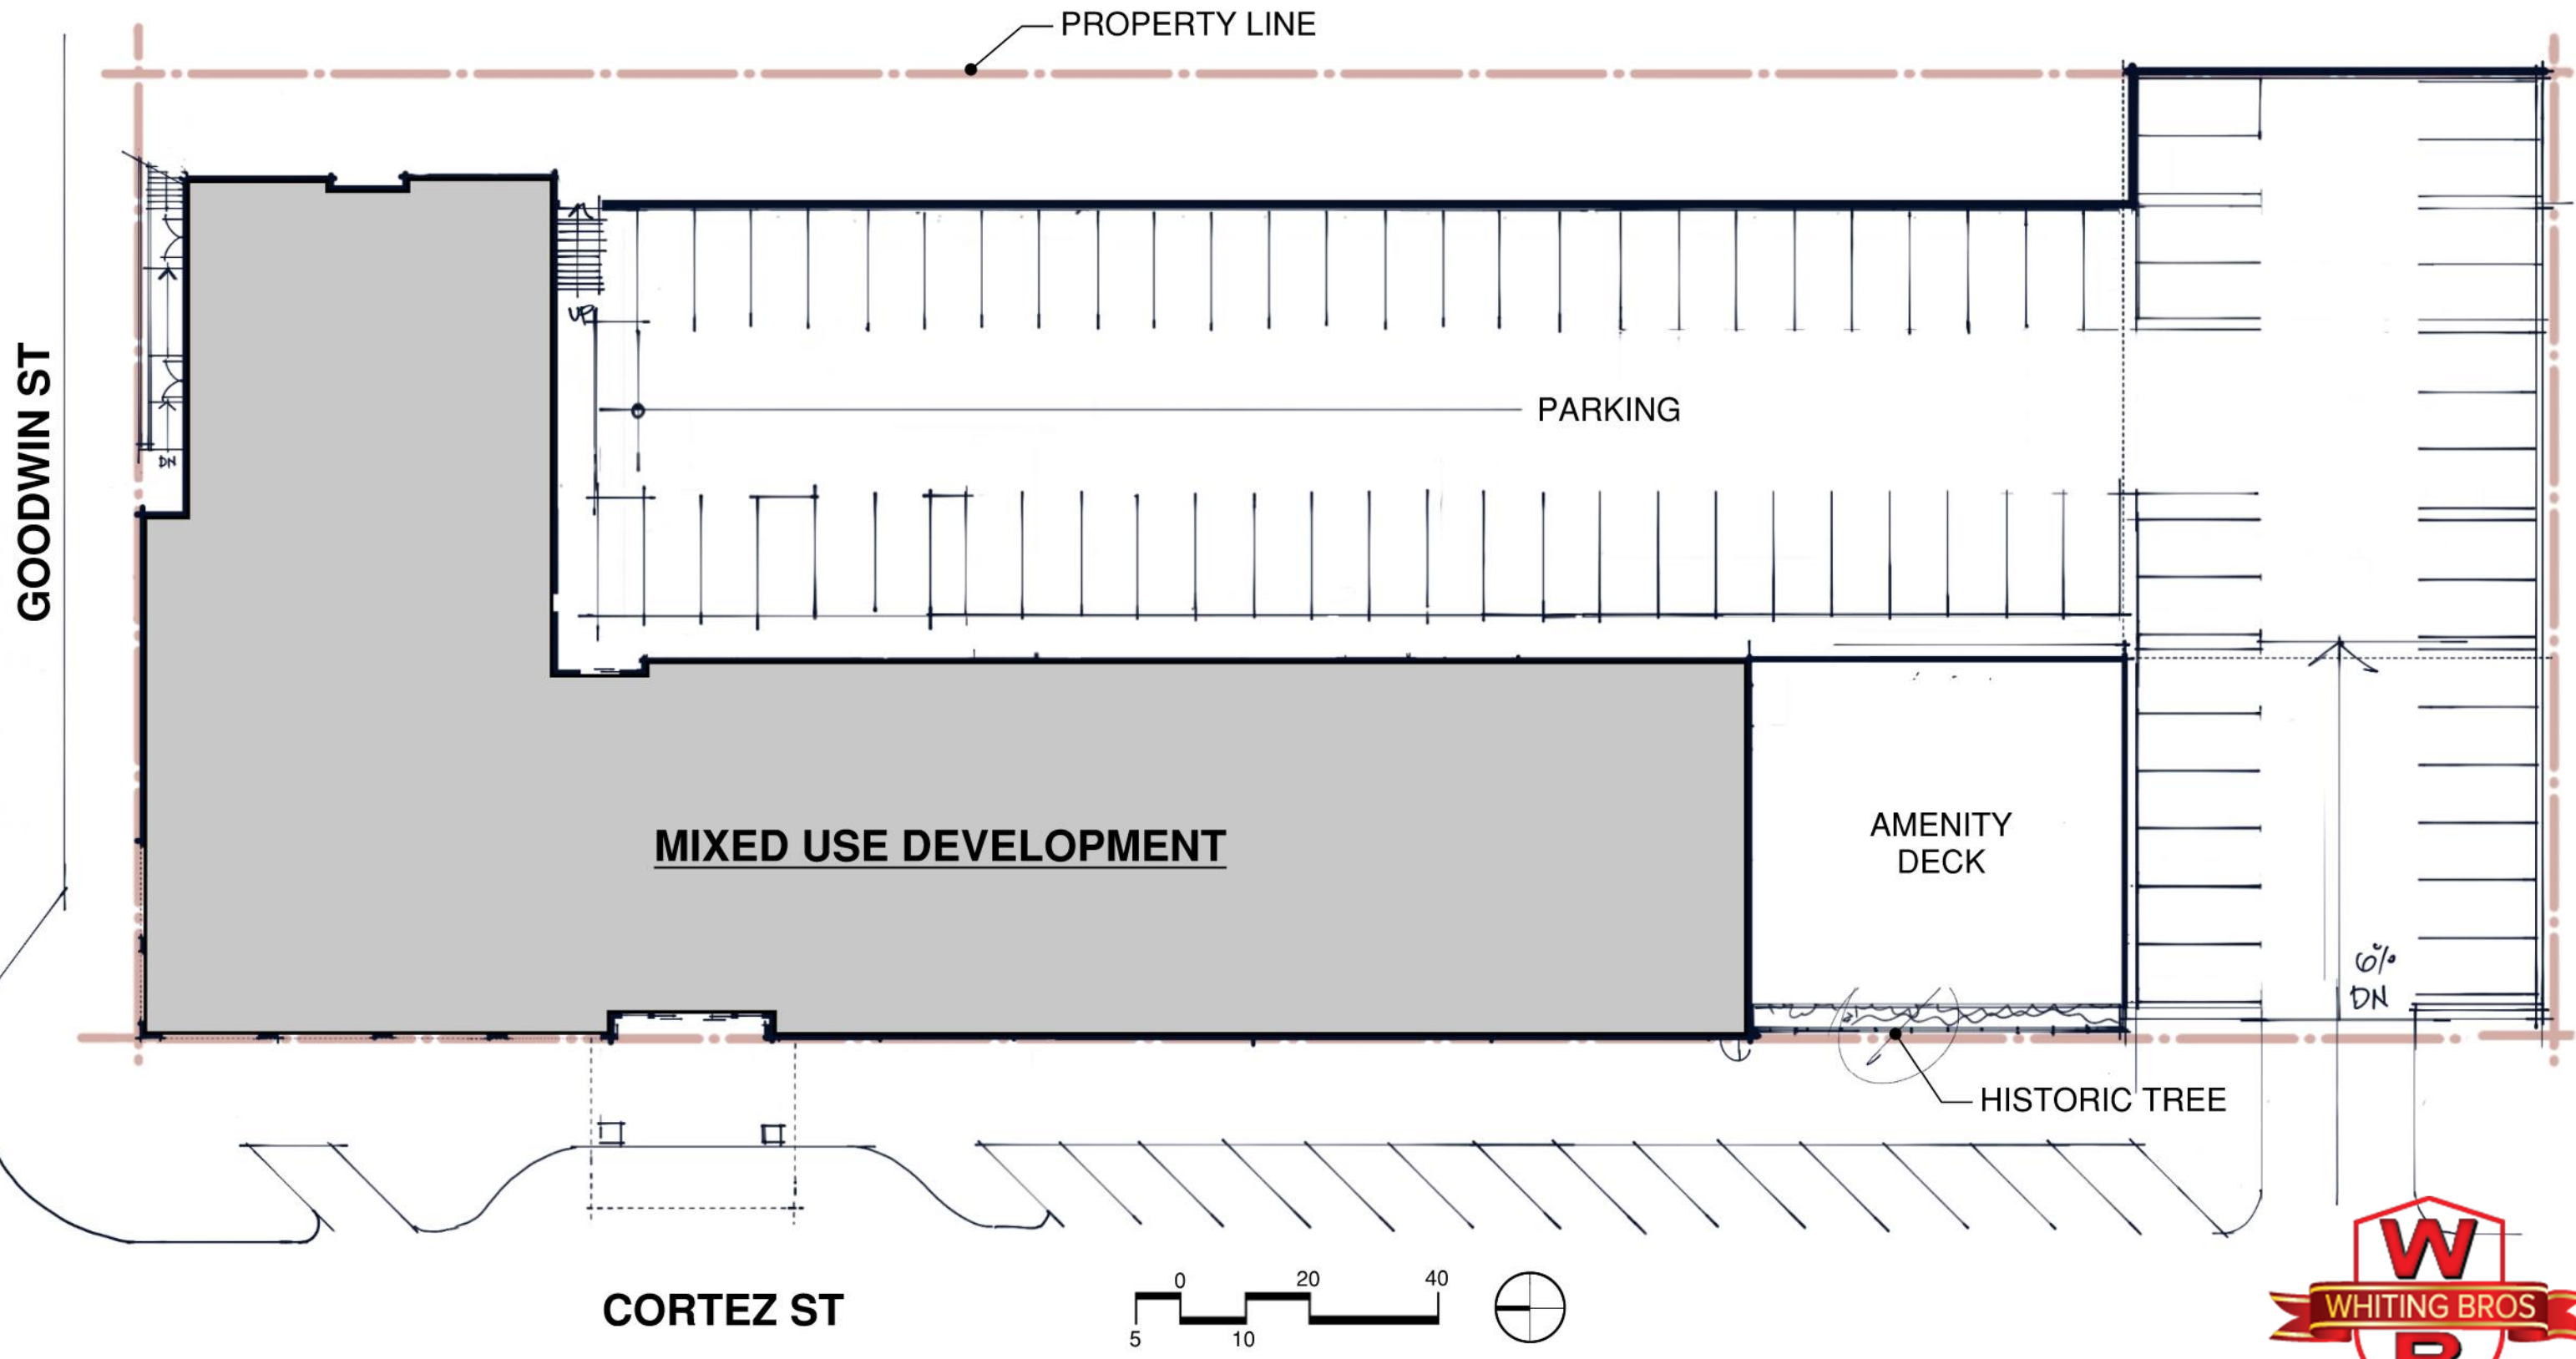 PROPERTY LINE
UP
GOODWIN ST
PARKING
DN
MIXED USE DEVELOPMENT
AMENITY
DECK
6%
DN
HISTORIC TREE
CORTEZ ST
0 20 40
5 10
W
WHITING BROS
B